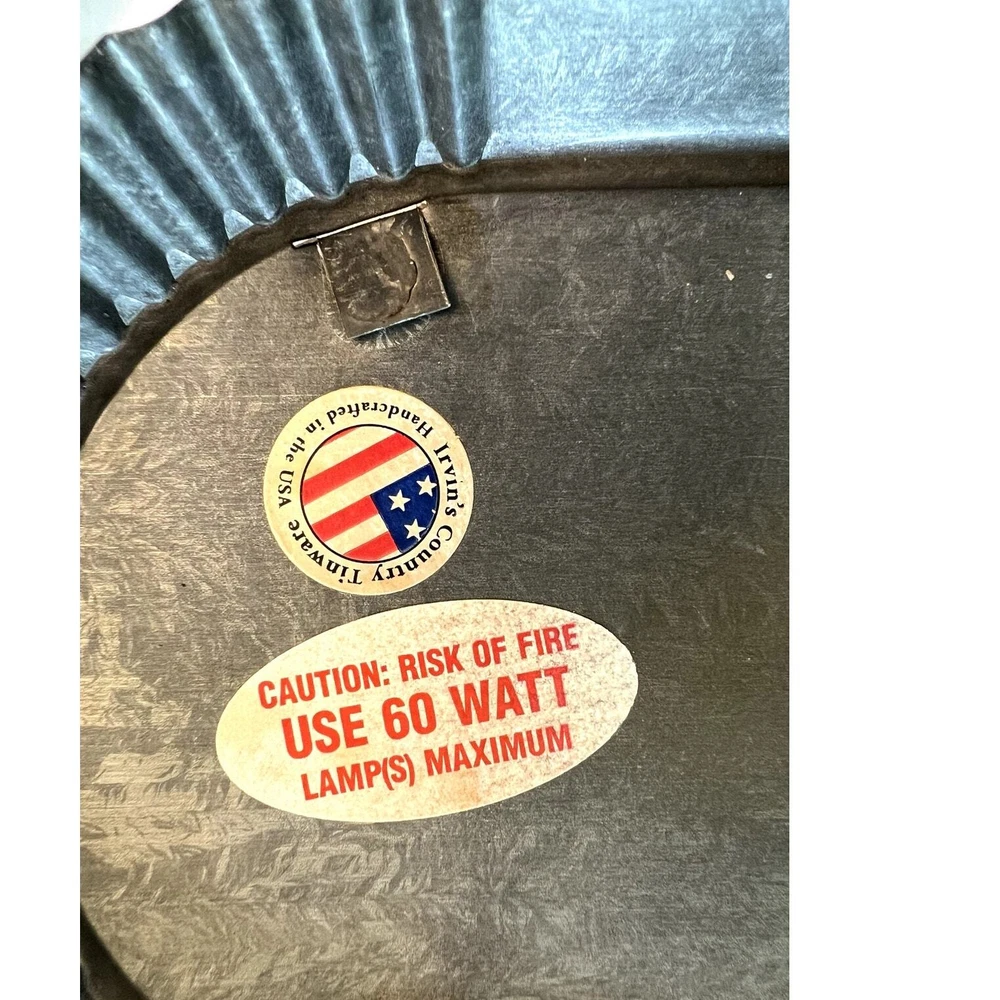 Irvin's Country Tinware
Handcrafted in the USA
CAUTION: RISK OF FIRE
USE 60 WATT
LAMP(S) MAXIMUM